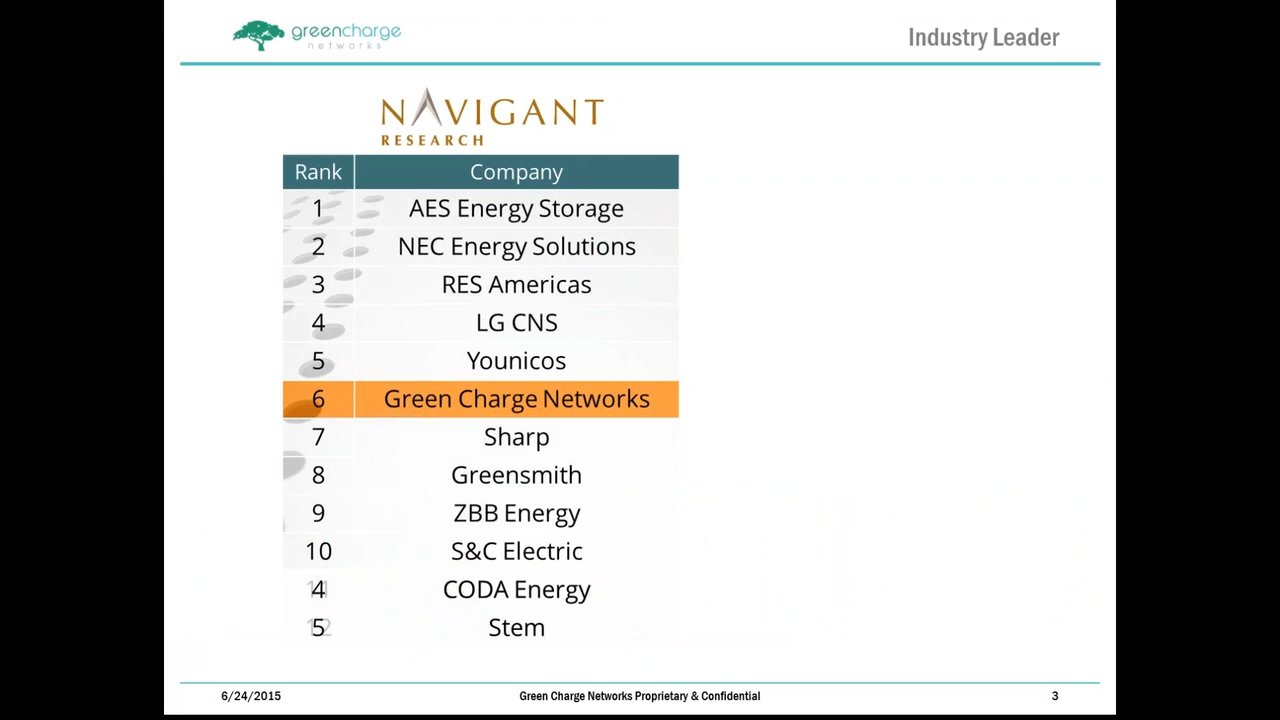 greencharge
networks
Industry Leader
NAVIGANT
RESEARCH
Rank Company
1 AES Energy Storage
2 NEC Energy Solutions
3 RES Americas
4 LG CNS
5 Younicos
6 Green Charge Networks
7 Sharp
8 Greensmith
9 ZBB Energy
10 S&C Electric
4 CODA Energy
5 Stem
6/24/2015 Green Charge Networks Proprietary & Confidential 3